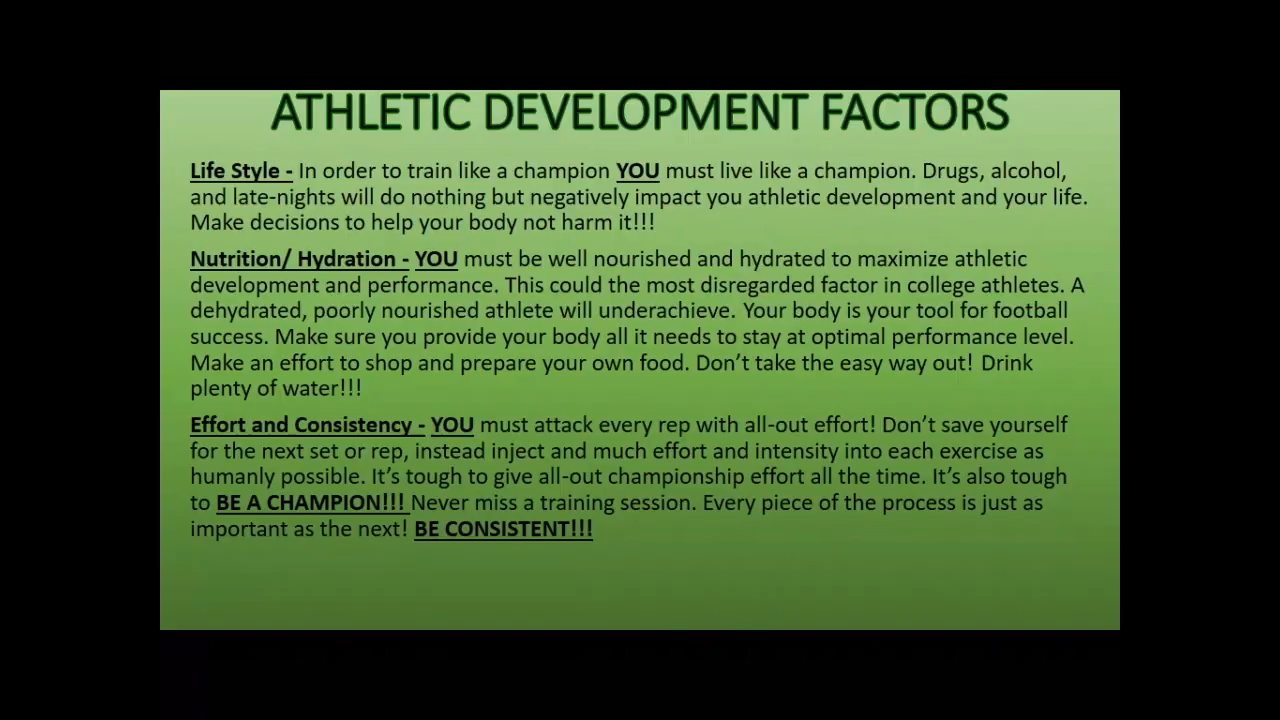 ATHLETIC DEVELOPMENT FACTORS
Life Style - In order to train like a champion YOU must live like a champion. Drugs, alcohol,
and late-nights will do nothing but negatively impact you athletic development and your life.
Make decisions to help your body not harm it!!!
Nutrition/ Hydration - YOU must be well nourished and hydrated to maximize athletic
development and performance. This could the most disregarded factor in college athletes. A
dehydrated, poorly nourished athlete will underachieve. Your body is your tool for football
success. Make sure you provide your body all it needs to stay at optimal performance level.
Make an effort to shop and prepare your own food. Don’t take the easy way out! Drink
plenty of water!!!
Effort and Consistency - YOU must attack every rep with all-out effort! Don’t save yourself
for the next set or rep, instead inject and much effort and intensity into each exercise as
humanly possible. It’s tough to give all-out championship effort all the time. It’s also tough
to BE A CHAMPION!!! Never miss a training session. Every piece of the process is just as
important as the next! BE CONSISTENT!!!